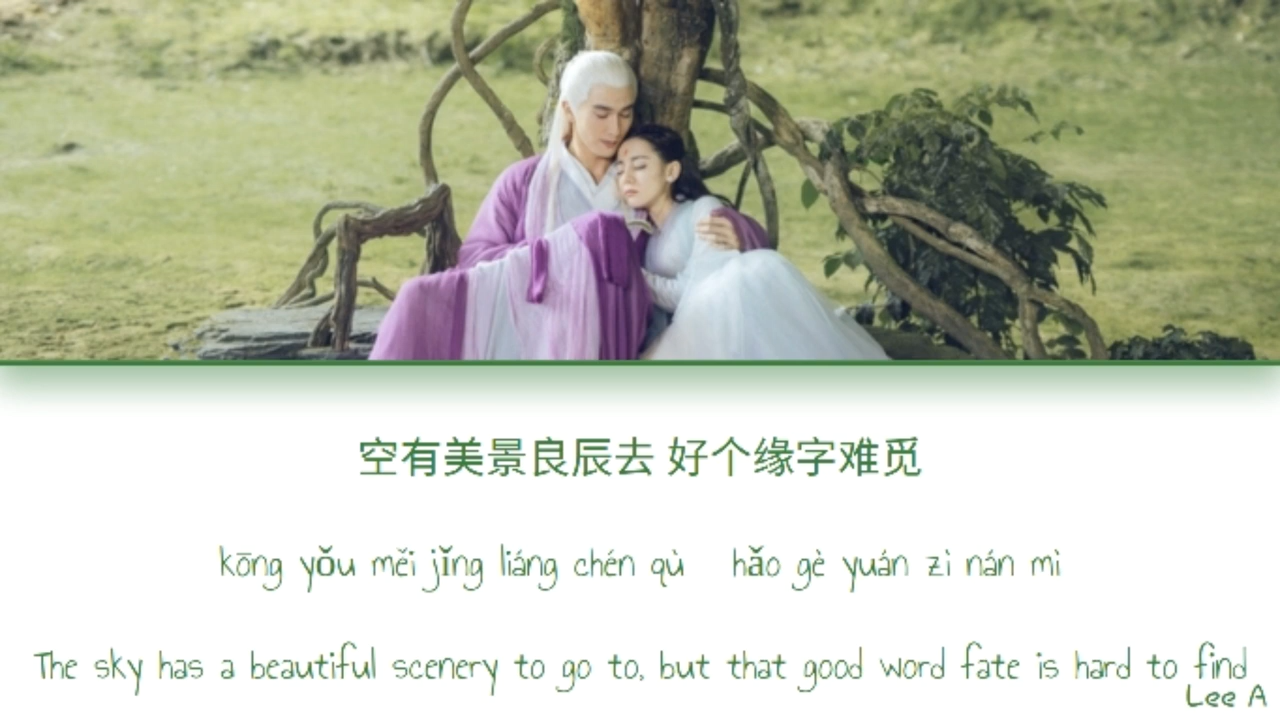 空有美景良辰去 好个缘字难觅
kōng yǒu měi jǐng liáng chén qù hǎo gè yuán zì nán mì
The sky has a beautiful scenery to go to, but that good word fate is hard to find
Lee A